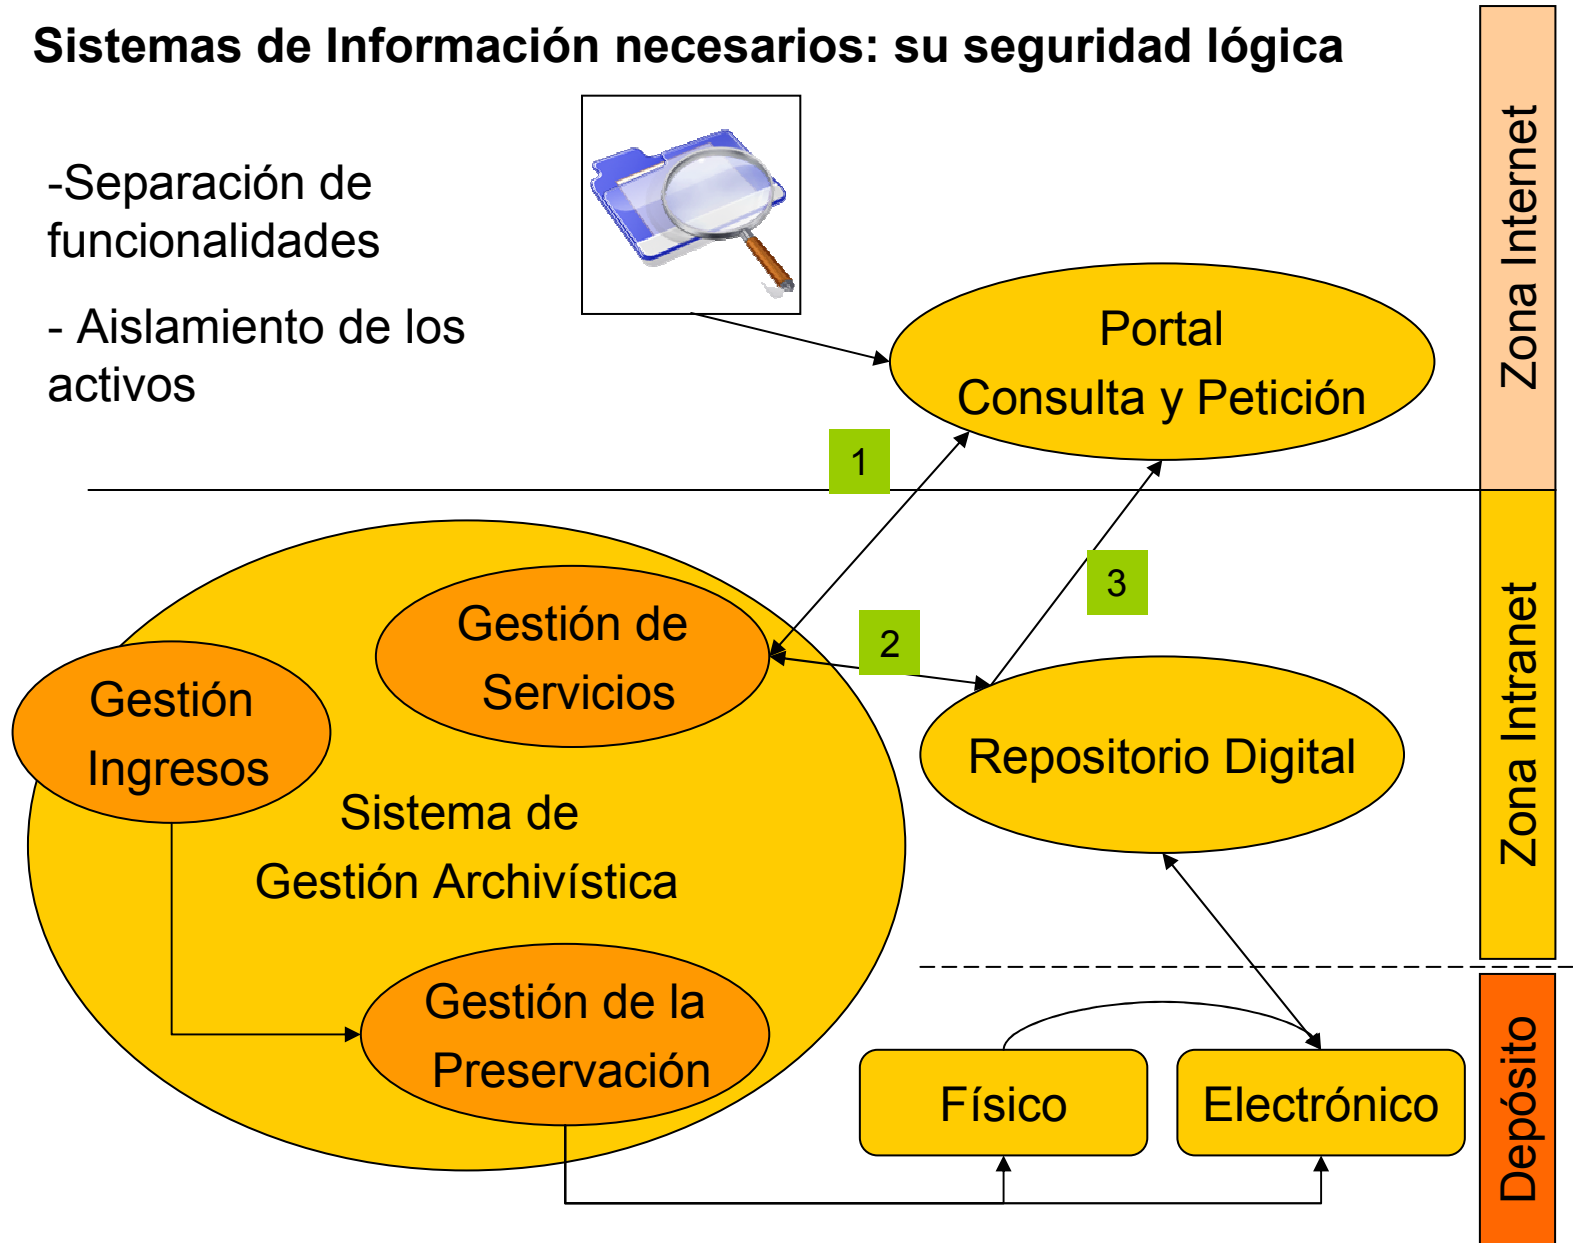 Sistemas de Información necesarios: su seguridad lógica
-Separación de
funcionalidades
- Aislamiento de los
activos
Portal
Consulta y Petición
Zona Internet
1
2
3
Gestión de
Servicios
Gestión
Ingresos
Sistema de
Gestión Archivística
Repositorio Digital
Zona Intranet
Gestión de la
Preservación
Físico
Electrónico
Depósito